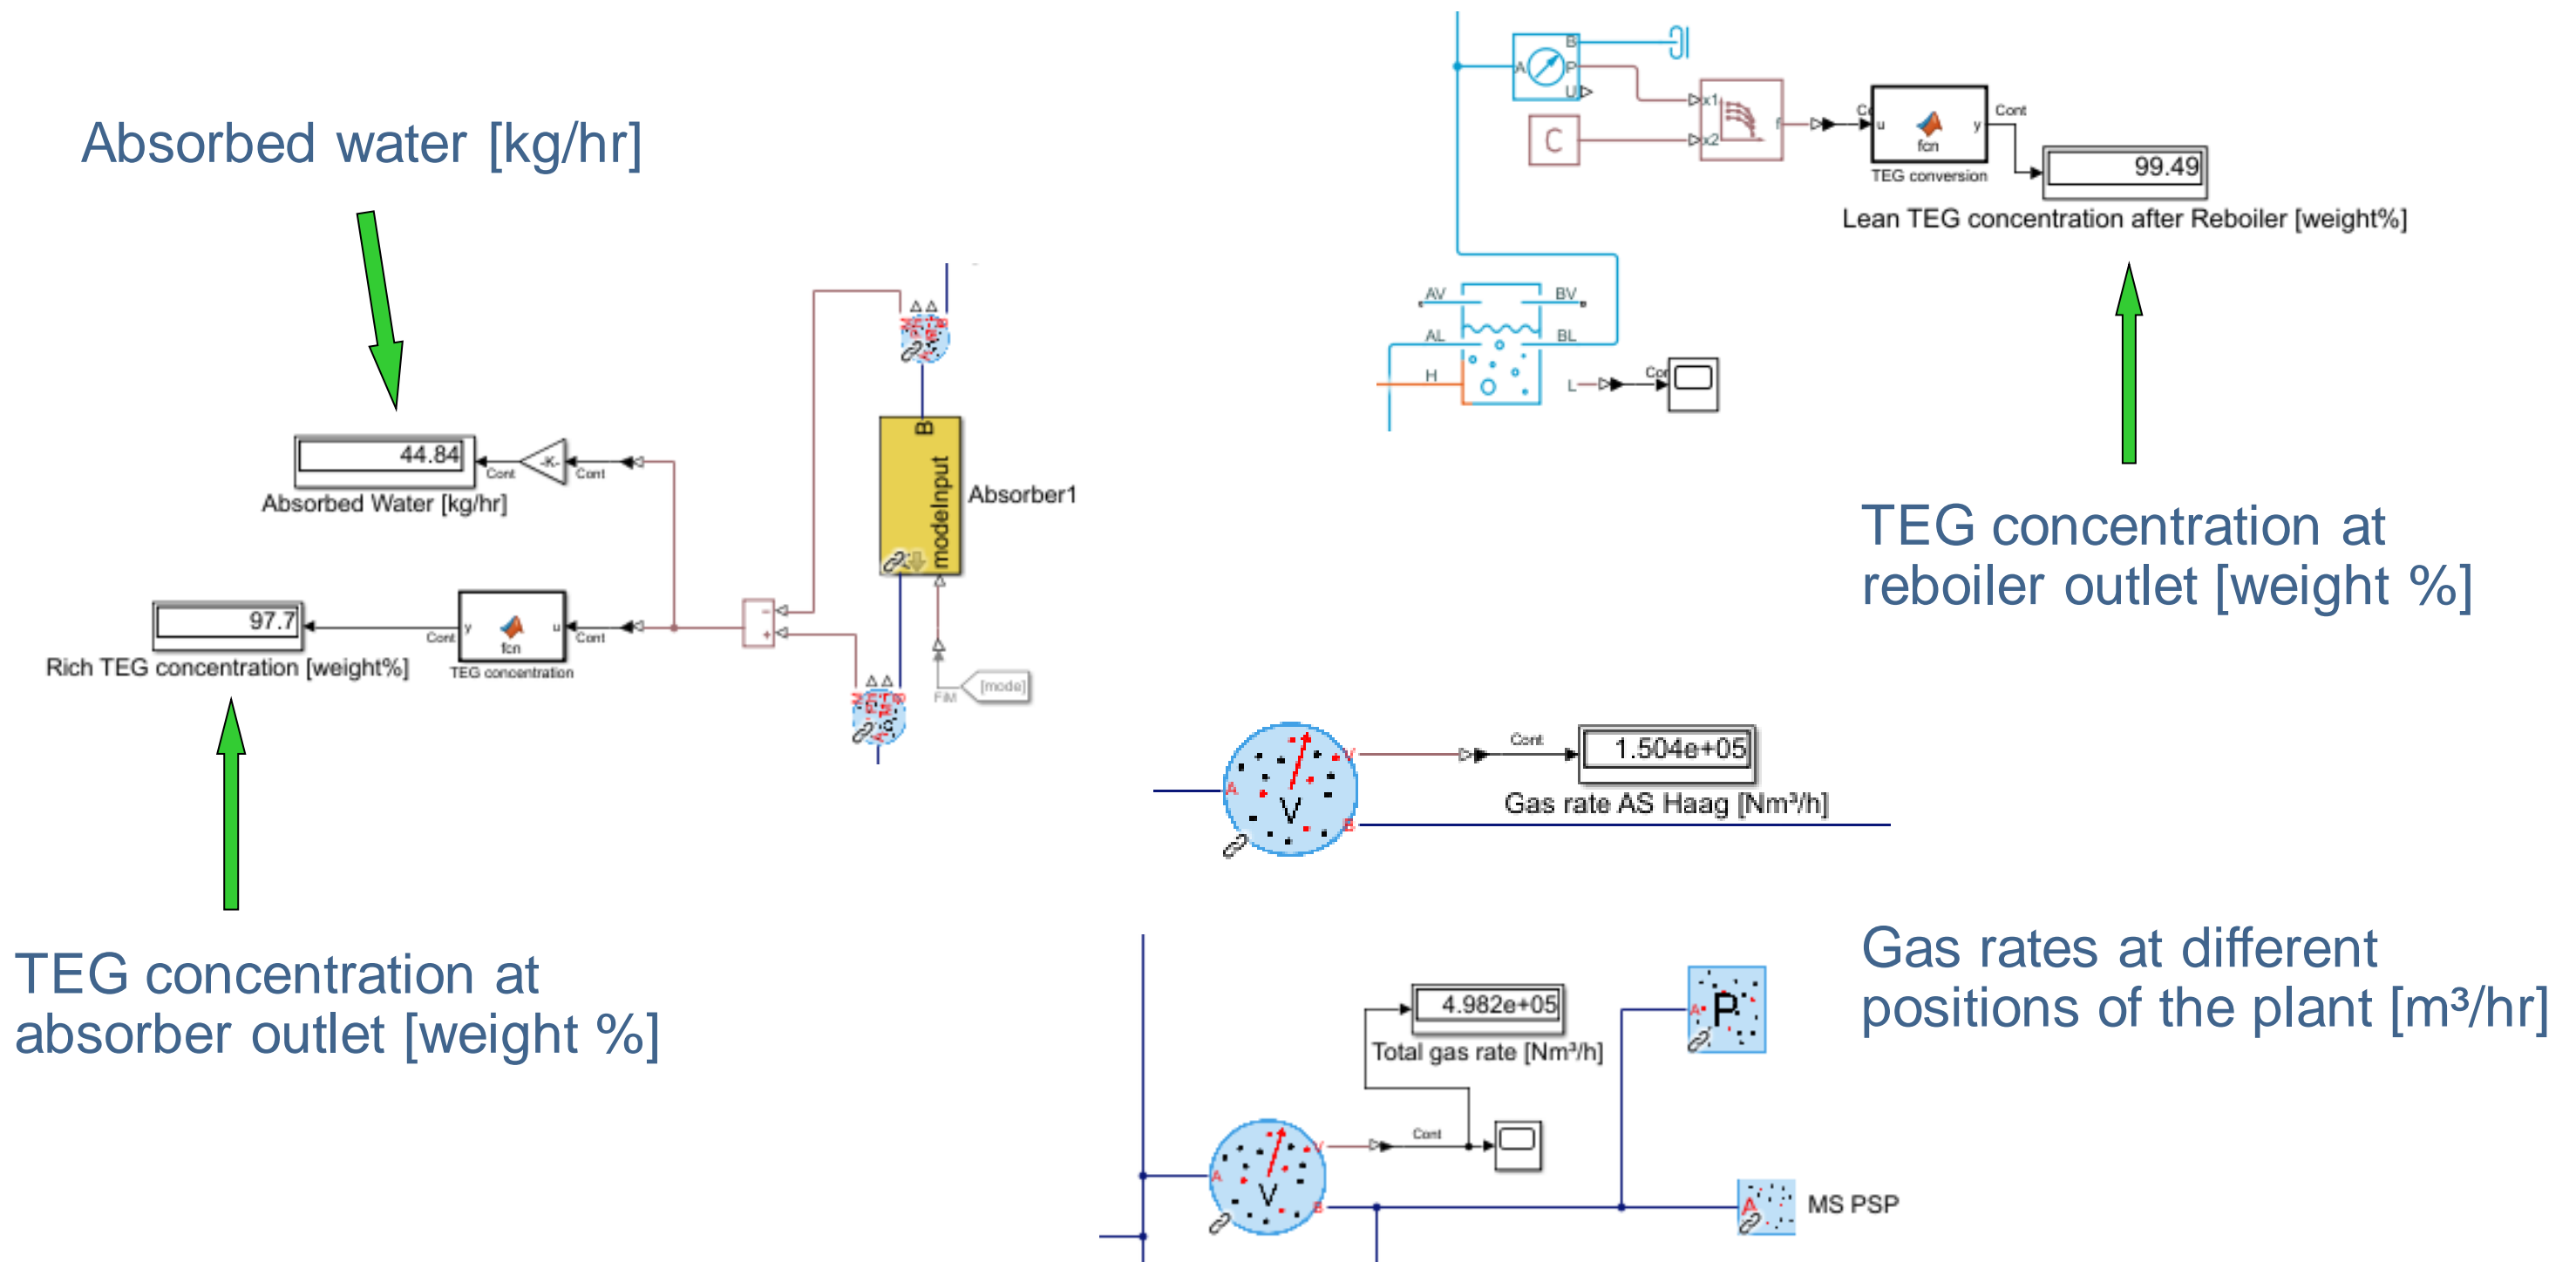 Absorbed water [kg/hr]
44.84
-K-
Cont
Cont
Absorbed Water [kg/hr]
97.7
Cont
y
fcn
u
Cont
Rich TEG concentration [weight%]
TEG concentration
-
+
B
modeInput
Absorber1
[mode]
TEG concentration at
absorber outlet [weight %]
A
B
P
U
C
x1
x2
f
u
fcn
y
TEG conversion
Cont
99.49
Lean TEG concentration after Reboiler [weight%]
AV
BV
AL
BL
H
L
TEG concentration at
reboiler outlet [weight %]
A
V
V
B
Cont
1.504e+05
Gas rate AS Haag [Nm³/h]
Gas rates at different
positions of the plant [m³/hr]
4.982e+05
Total gas rate [Nm³/h]
A
P
A
V
V
B
Cont
A
MS PSP